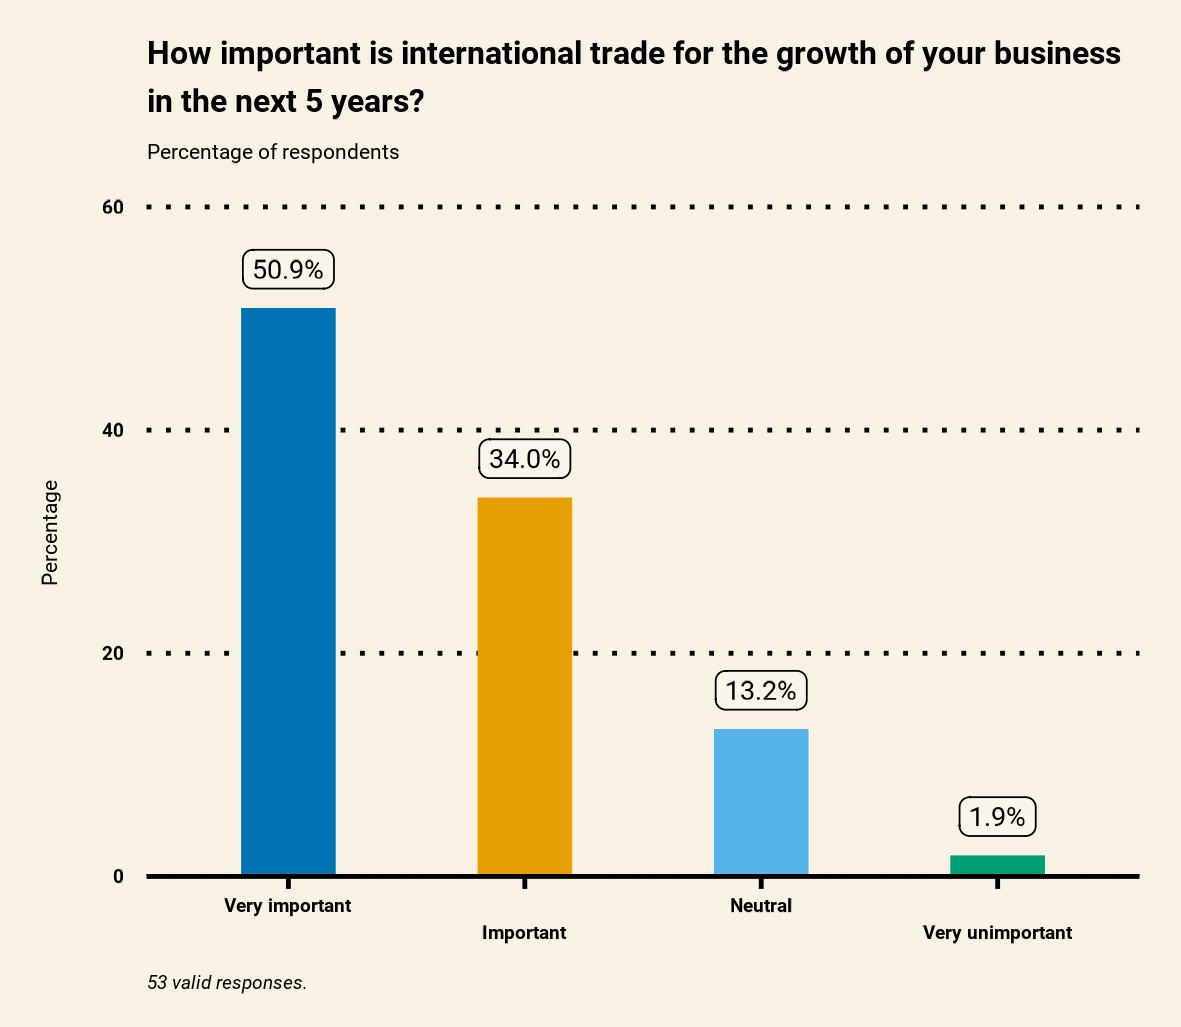 How important is international trade for the growth of your business
in the next 5 years?
Percentage of respondents
60
50.9%
40
34.0%
Percentage
20
13.2%
1.9%
0
Very important
Neutral
Important
Very unimportant
53 valid responses.